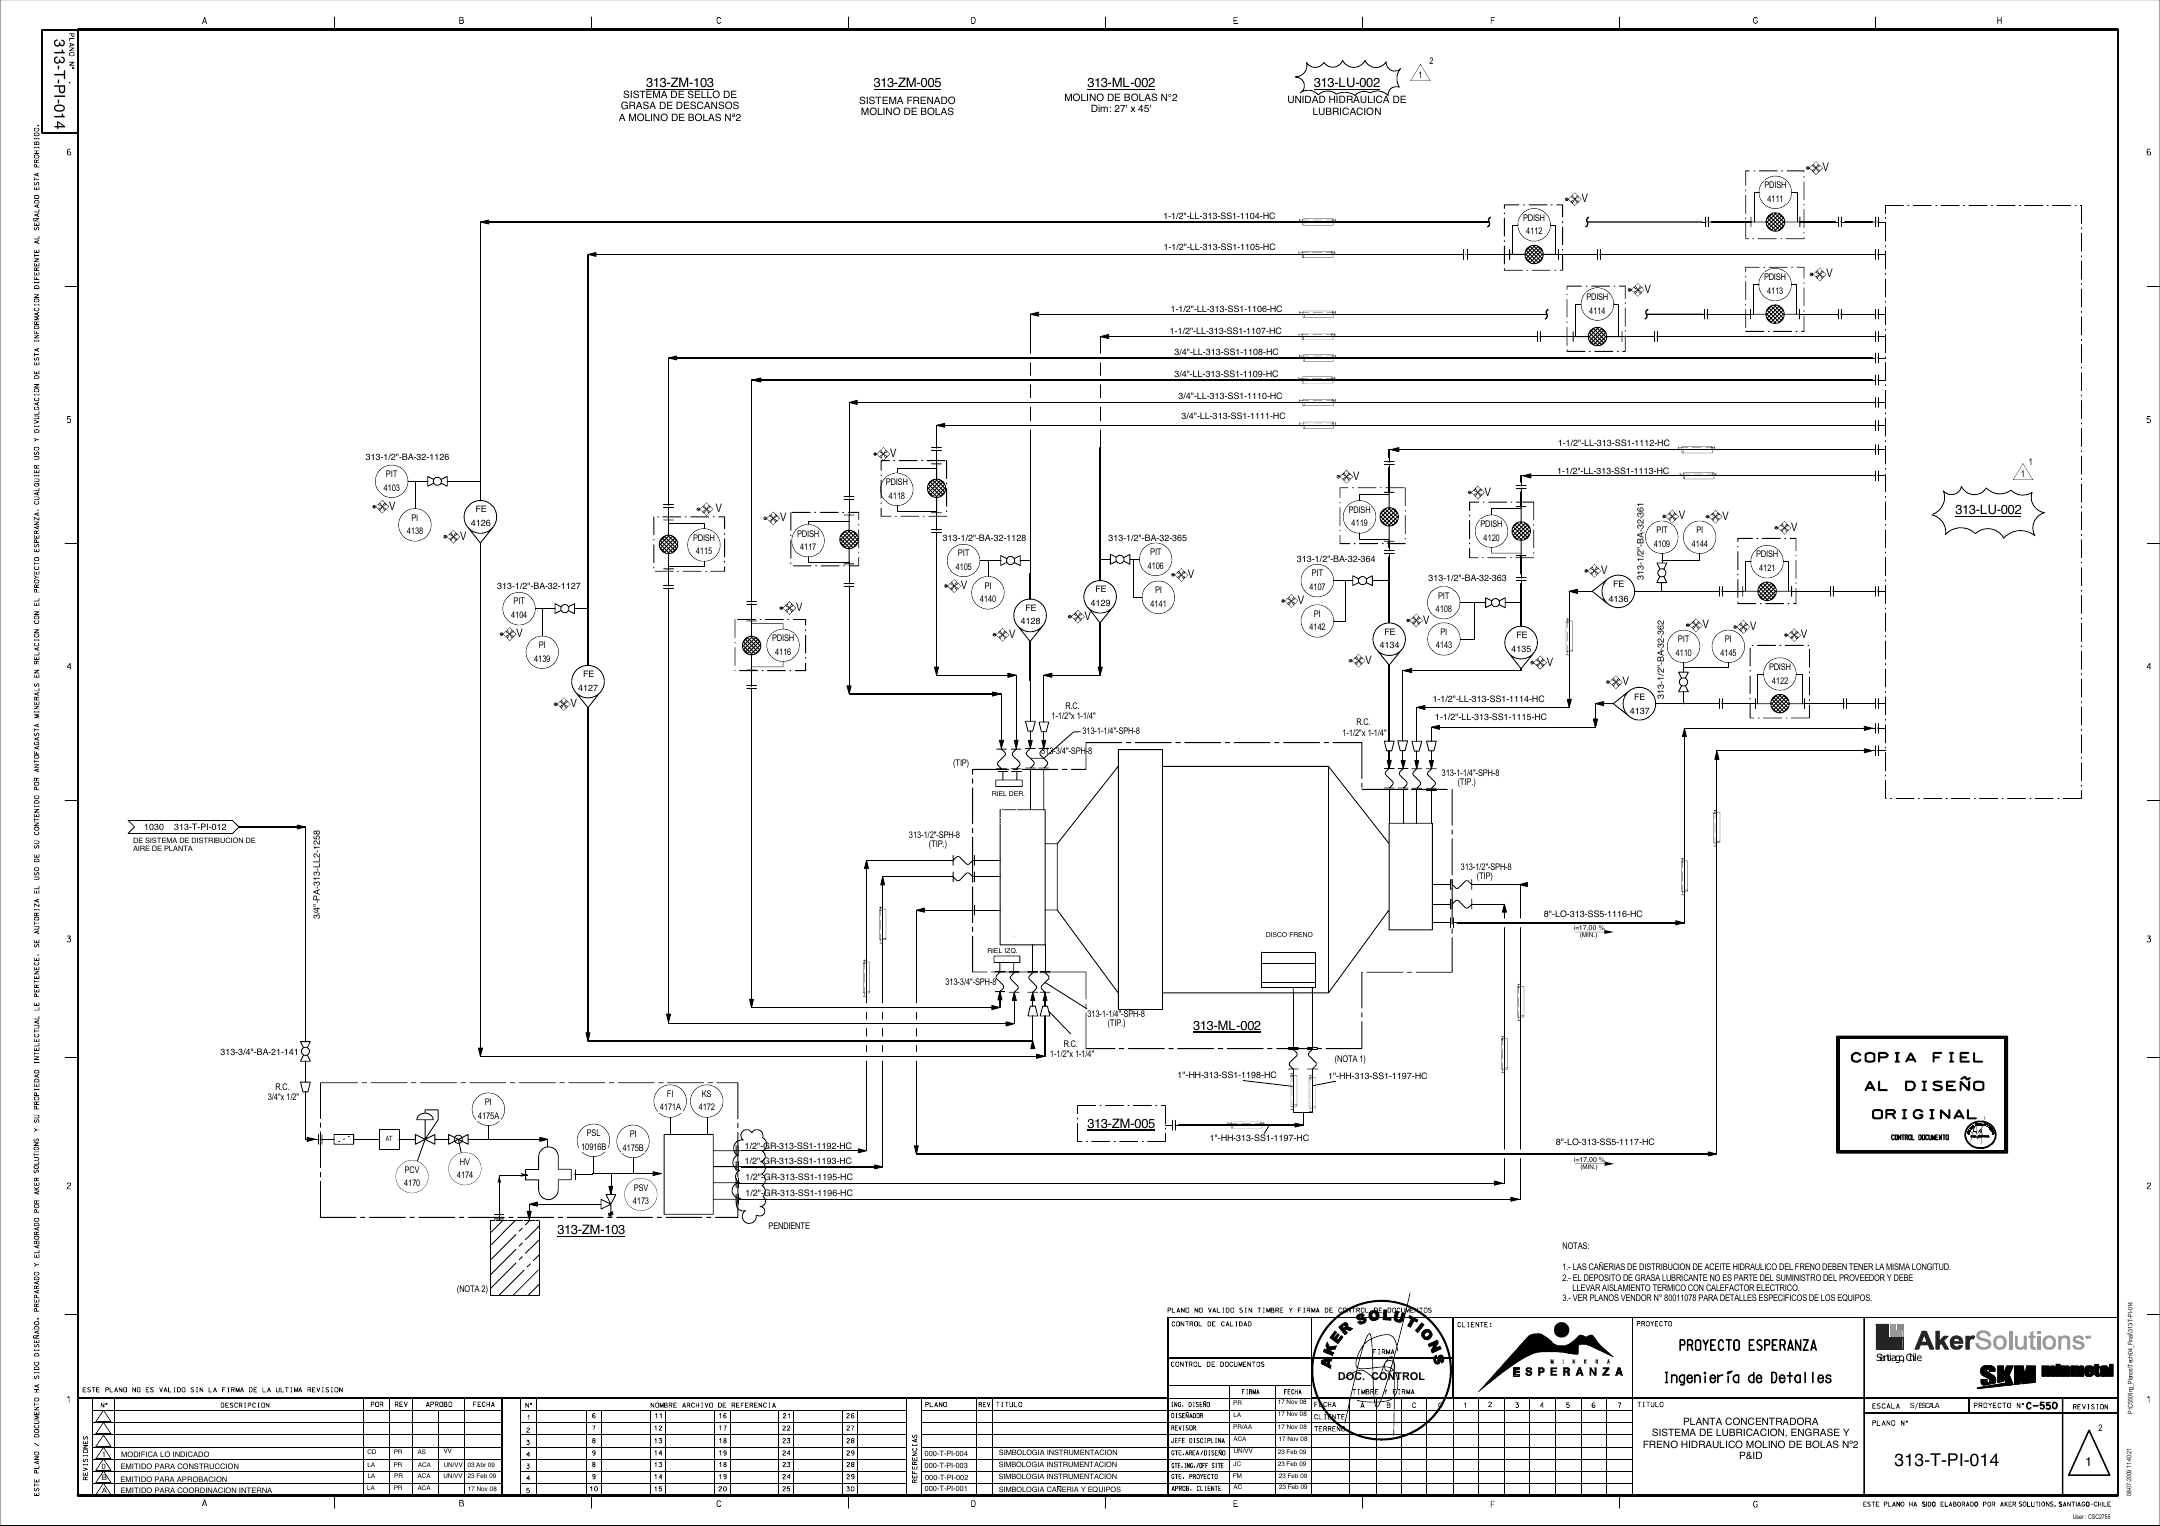 A B C D E F G H
PLANO N°
313-T-PI-014
313-ZM-103
SISTEMA DE SELLO DE
GRASA DE DESCANSOS
A MOLINO DE BOLAS Nª2
313-ZM-005
SISTEMA FRENADO
MOLINO DE BOLAS
313-ML-002
MOLINO DE BOLAS N°2
Dim: 27' x 45'
313-LU-002
UNIDAD HIDRAULICA DE
LUBRICACION
1
2
ESTE PLANO / DOCUMENTO HA SIDO DISEÑADO, PREPARADO Y ELABORADO POR AKER SOLUTIONS Y SU PROPIEDAD INTELECTUAL LE PERTENECE. SE AUTORIZA EL USO DE SU CONTENIDO POR ANTOFAGASTA MINERALS EN RELACION CON EL PROYECTO ESPERANZA. CUALQUIER USO Y DIVULGACION DE ESTA INFORMACION DIFERENTE AL SEÑALADO ESTA PROHIBIDO.
6
5
4
3
2
1
PDISH
4111
V
1-1/2"-LL-313-SS1-1104-HC
PDISH
4112
V
1-1/2"-LL-313-SS1-1105-HC
PDISH
4113
V
PDISH
4114
V
1-1/2"-LL-313-SS1-1106-HC
1-1/2"-LL-313-SS1-1107-HC
3/4"-LL-313-SS1-1108-HC
3/4"-LL-313-SS1-1109-HC
3/4"-LL-313-SS1-1110-HC
3/4"-LL-313-SS1-1111-HC
1-1/2"-LL-313-SS1-1112-HC
1-1/2"-LL-313-SS1-1113-HC
313-LU-002
1
1
313-1/2"-BA-32-1126
PIT
4103
V
PI
4138
FE
4126
V
313-1/2"-BA-32-1127
PIT
4104
V
PI
4139
FE
4127
V
PDISH
4115
V
PDISH
4116
V
PDISH
4117
V
PDISH
4118
V
313-1/2"-BA-32-1128
PIT
4105
V
PI
4140
FE
4128
V
313-1/2"-BA-32-365
PIT
4106
V
PI
4141
FE
4129
V
PDISH
4119
V
313-1/2"-BA-32-364
PIT
4107
V
PI
4142
FE
4134
V
PDISH
4120
V
313-1/2"-BA-32-363
PIT
4108
V
PI
4143
FE
4135
V
313-1/2"-BA-32-361
PIT
4109
V
PI
4144
V
PDISH
4121
V
FE
4136
V
313-1/2"-BA-32-362
PIT
4110
V
PI
4145
V
PDISH
4122
V
FE
4137
V
1-1/2"-LL-313-SS1-1114-HC
1-1/2"-LL-313-SS1-1115-HC
R.C.
1-1/2"x 1-1/4"
313-1-1/4"-SPH-8
313-3/4"-SPH-8
(TIP)
RIEL DER.
R.C.
1-1/2"x 1-1/4"
313-1-1/4"-SPH-8
(TIP.)
1030 313-T-PI-012
DE SISTEMA DE DISTRIBUCION DE
AIRE DE PLANTA
3/4"-PA-313-LL2-1258
313-1/2"-SPH-8
(TIP.)
313-1/2"-SPH-8
(TIP)
8"-LO-313-SS5-1116-HC
i=17,00 %
(MIN.)
DISCO FRENO
RIEL IZQ.
313-3/4"-SPH-8
313-1-1/4"-SPH-8
(TIP.)
R.C.
1-1/2"x 1-1/4"
313-ML-002
(NOTA 1)
1"-HH-313-SS1-1198-HC
1"-HH-313-SS1-1197-HC
313-ZM-005
1"-HH-313-SS1-1197-HC
8"-LO-313-SS5-1117-HC
i=17,00 %
(MIN.)
313-3/4"-BA-21-141
R.C.
3/4"x 1/2"
AT
PCV
4170
HV
4174
PI
4175A
PSL
10916B
PI
4175B
PSV
4173
FI
4171A
KS
4172
1/2"-GR-313-SS1-1192-HC
1/2"-GR-313-SS1-1193-HC
1/2"-GR-313-SS1-1195-HC
1/2"-GR-313-SS1-1196-HC
PENDIENTE
313-ZM-103
(NOTA 2)
COPIA FIEL
AL DISEÑO
ORIGINAL
CONTROL DOCUMENTO
NOTAS:
1.- LAS CAÑERIAS DE DISTRIBUCION DE ACEITE HIDRAULICO DEL FRENO DEBEN TENER LA MISMA LONGITUD.
2.- EL DEPOSITO DE GRASA LUBRICANTE NO ES PARTE DEL SUMINISTRO DEL PROVEEDOR Y DEBE
LLEVAR AISLAMIENTO TERMICO CON CALEFACTOR ELECTRICO.
3.- VER PLANOS VENDOR N° 80011078 PARA DETALLES ESPECIFICOS DE LOS EQUIPOS.
PLANO NO VALIDO SIN TIMBRE Y FIRMA DE CONTROL DE DOCUMENTOS
CONTROL DE CALIDAD
CONTROL DE DOCUMENTOS
FIRMA
TIMBRE Y FIRMA
AKER SOLUTIONS
DOC. CONTROL
CLIENTE:
MINERA
ESPERANZA
PROYECTO
PROYECTO ESPERANZA
Ingeniería de Detalles
AkerSolutions™
Santiago, Chile
SKM minmetal
ESTE PLANO NO ES VALIDO SIN LA FIRMA DE LA ULTIMA REVISION
REVISIONES
N° DESCRIPCION POR REV APROBO FECHA
1 MODIFICA LO INDICADO CD PR AS VV
0 EMITIDO PARA CONSTRUCCION LA PR ACA UN/VV 03 Abr 09
B EMITIDO PARA APROBACION LA PR ACA UN/VV 23 Feb 09
A EMITIDO PARA COORDINACION INTERNA LA PR ACA 17 Nov 08
N° NOMBRE ARCHIVO DE REFERENCIA
1 6 11 16 21 26
2 7 12 17 22 27
3 8 13 18 23 28
4 9 14 19 24 29
3 8 13 18 23 28
4 9 14 19 24 29
5 10 15 20 25 30
REFERENCIAS
PLANO REV TITULO
000-T-PI-004 SIMBOLOGIA INSTRUMENTACION
000-T-PI-003 SIMBOLOGIA INSTRUMENTACION
000-T-PI-002 SIMBOLOGIA INSTRUMENTACION
000-T-PI-001 SIMBOLOGIA CAÑERIA Y EQUIPOS
FIRMA FECHA
ING. DISEÑO PR 17 Nov 08
DISEÑADOR LA 17 Nov 08
REVISOR PR/AA 17 Nov 08
JEFE DISCIPLINA ACA 17 Nov 08
GTE.AREA/DISEÑO UN/VV 23 Feb 09
GTE.ING./OFF SITE JC 23 Feb 09
GTE. PROYECTO FM 23 Feb 09
APROB. CLIENTE AC 23 Feb 09
FECHA A B C 0 1 2 3 4 5 6 7
CLIENTE
TERRENO
TITULO
PLANTA CONCENTRADORA
SISTEMA DE LUBRICACION, ENGRASE Y
FRENO HIDRAULICO MOLINO DE BOLAS Nº2
P&ID
ESCALA S/ESCALA PROYECTO N° C-550 REVISION
PLANO N°
313-T-PI-014
2
1
A B C D E F G
ESTE PLANO HA SIDO ELABORADO POR AKER SOLUTIONS, SANTIAGO-CHILE
User : CSC2755